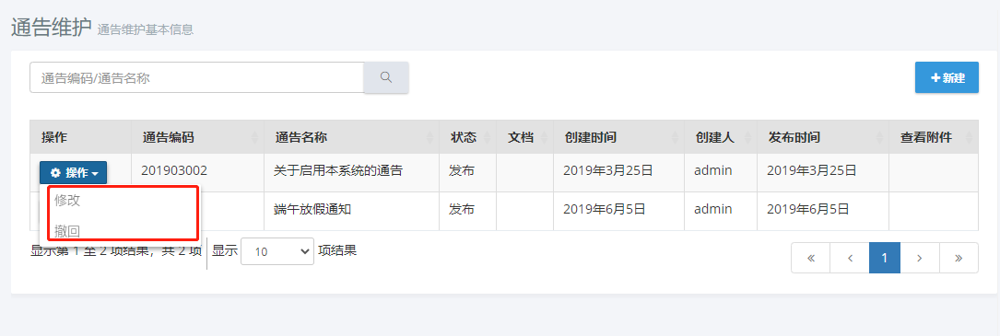 通告维护 通告维护基本信息
通告编码/通告名称
新建
操作 通告编码 通告名称 状态 文档 创建时间 创建人 发布时间 查看附件
操作 201903002 关于启用本系统的通告 发布 2019年3月25日 admin 2019年3月25日
修改
端午放假通知 发布 2019年6月5日 admin 2019年6月5日
撤回
显示第 1 至 2 项结果，共 2 项 显示 10 项结果
« ‹ 1 › »